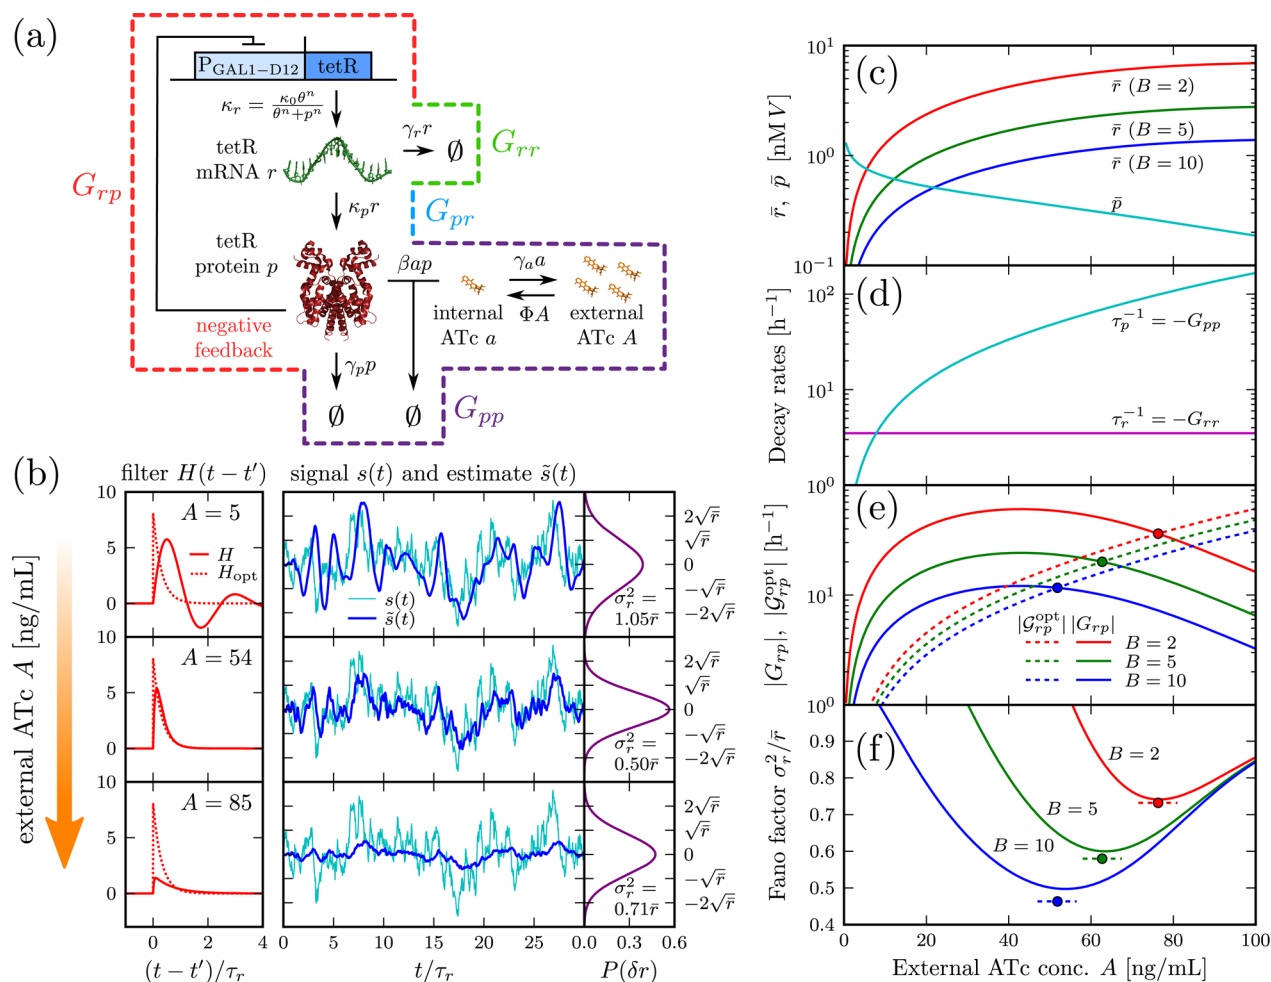 (a)
P_GAL1−D12 tetR
κ_r = κ_0θ^n / θ^n+p^n
tetR
mRNA r
γ_r r
∅
G_rr
G_rp
κ_p r
G_pr
tetR
protein p
βap
γ_a a
ΦA
internal
ATc a
external
ATc A
negative
feedback
γ_p p
∅ ∅
G_pp
(b)
filter H(t − t′)
signal s(t) and estimate s̃(t)
external ATc A [ng/mL]
10
5
0
A = 5
H
H_opt
s(t)
s̃(t)
σ_r^2 =
1.05r̄
2√r̄
√r̄
0
−√r̄
−2√r̄
10
5
0
A = 54
σ_r^2 =
0.50r̄
2√r̄
√r̄
0
−√r̄
−2√r̄
10
5
0
A = 85
σ_r^2 =
0.71r̄
2√r̄
√r̄
0
−√r̄
−2√r̄
0 2 4
0 5 10 15 20 25
0.0 0.3 0.6
(t − t′)/τ_r
t/τ_r
P(δr)
(c)
r̄, p̄ [nMV]
10^1
10^0
10^−1
r̄ (B = 2)
r̄ (B = 5)
r̄ (B = 10)
p̄
(d)
Decay rates [h^−1]
10^2
10^1
10^0
τ_p^−1 = −G_pp
τ_r^−1 = −G_rr
(e)
|G_rp|, |𝒢_rp^opt| [h^−1]
10^1
10^0
|𝒢_rp^opt| |G_rp|
B = 2
B = 5
B = 10
(f)
Fano factor σ_r^2/r̄
0.9
0.8
0.7
0.6
0.5
0.4
B = 2
B = 5
B = 10
0 20 40 60 80 100
External ATc conc. A [ng/mL]